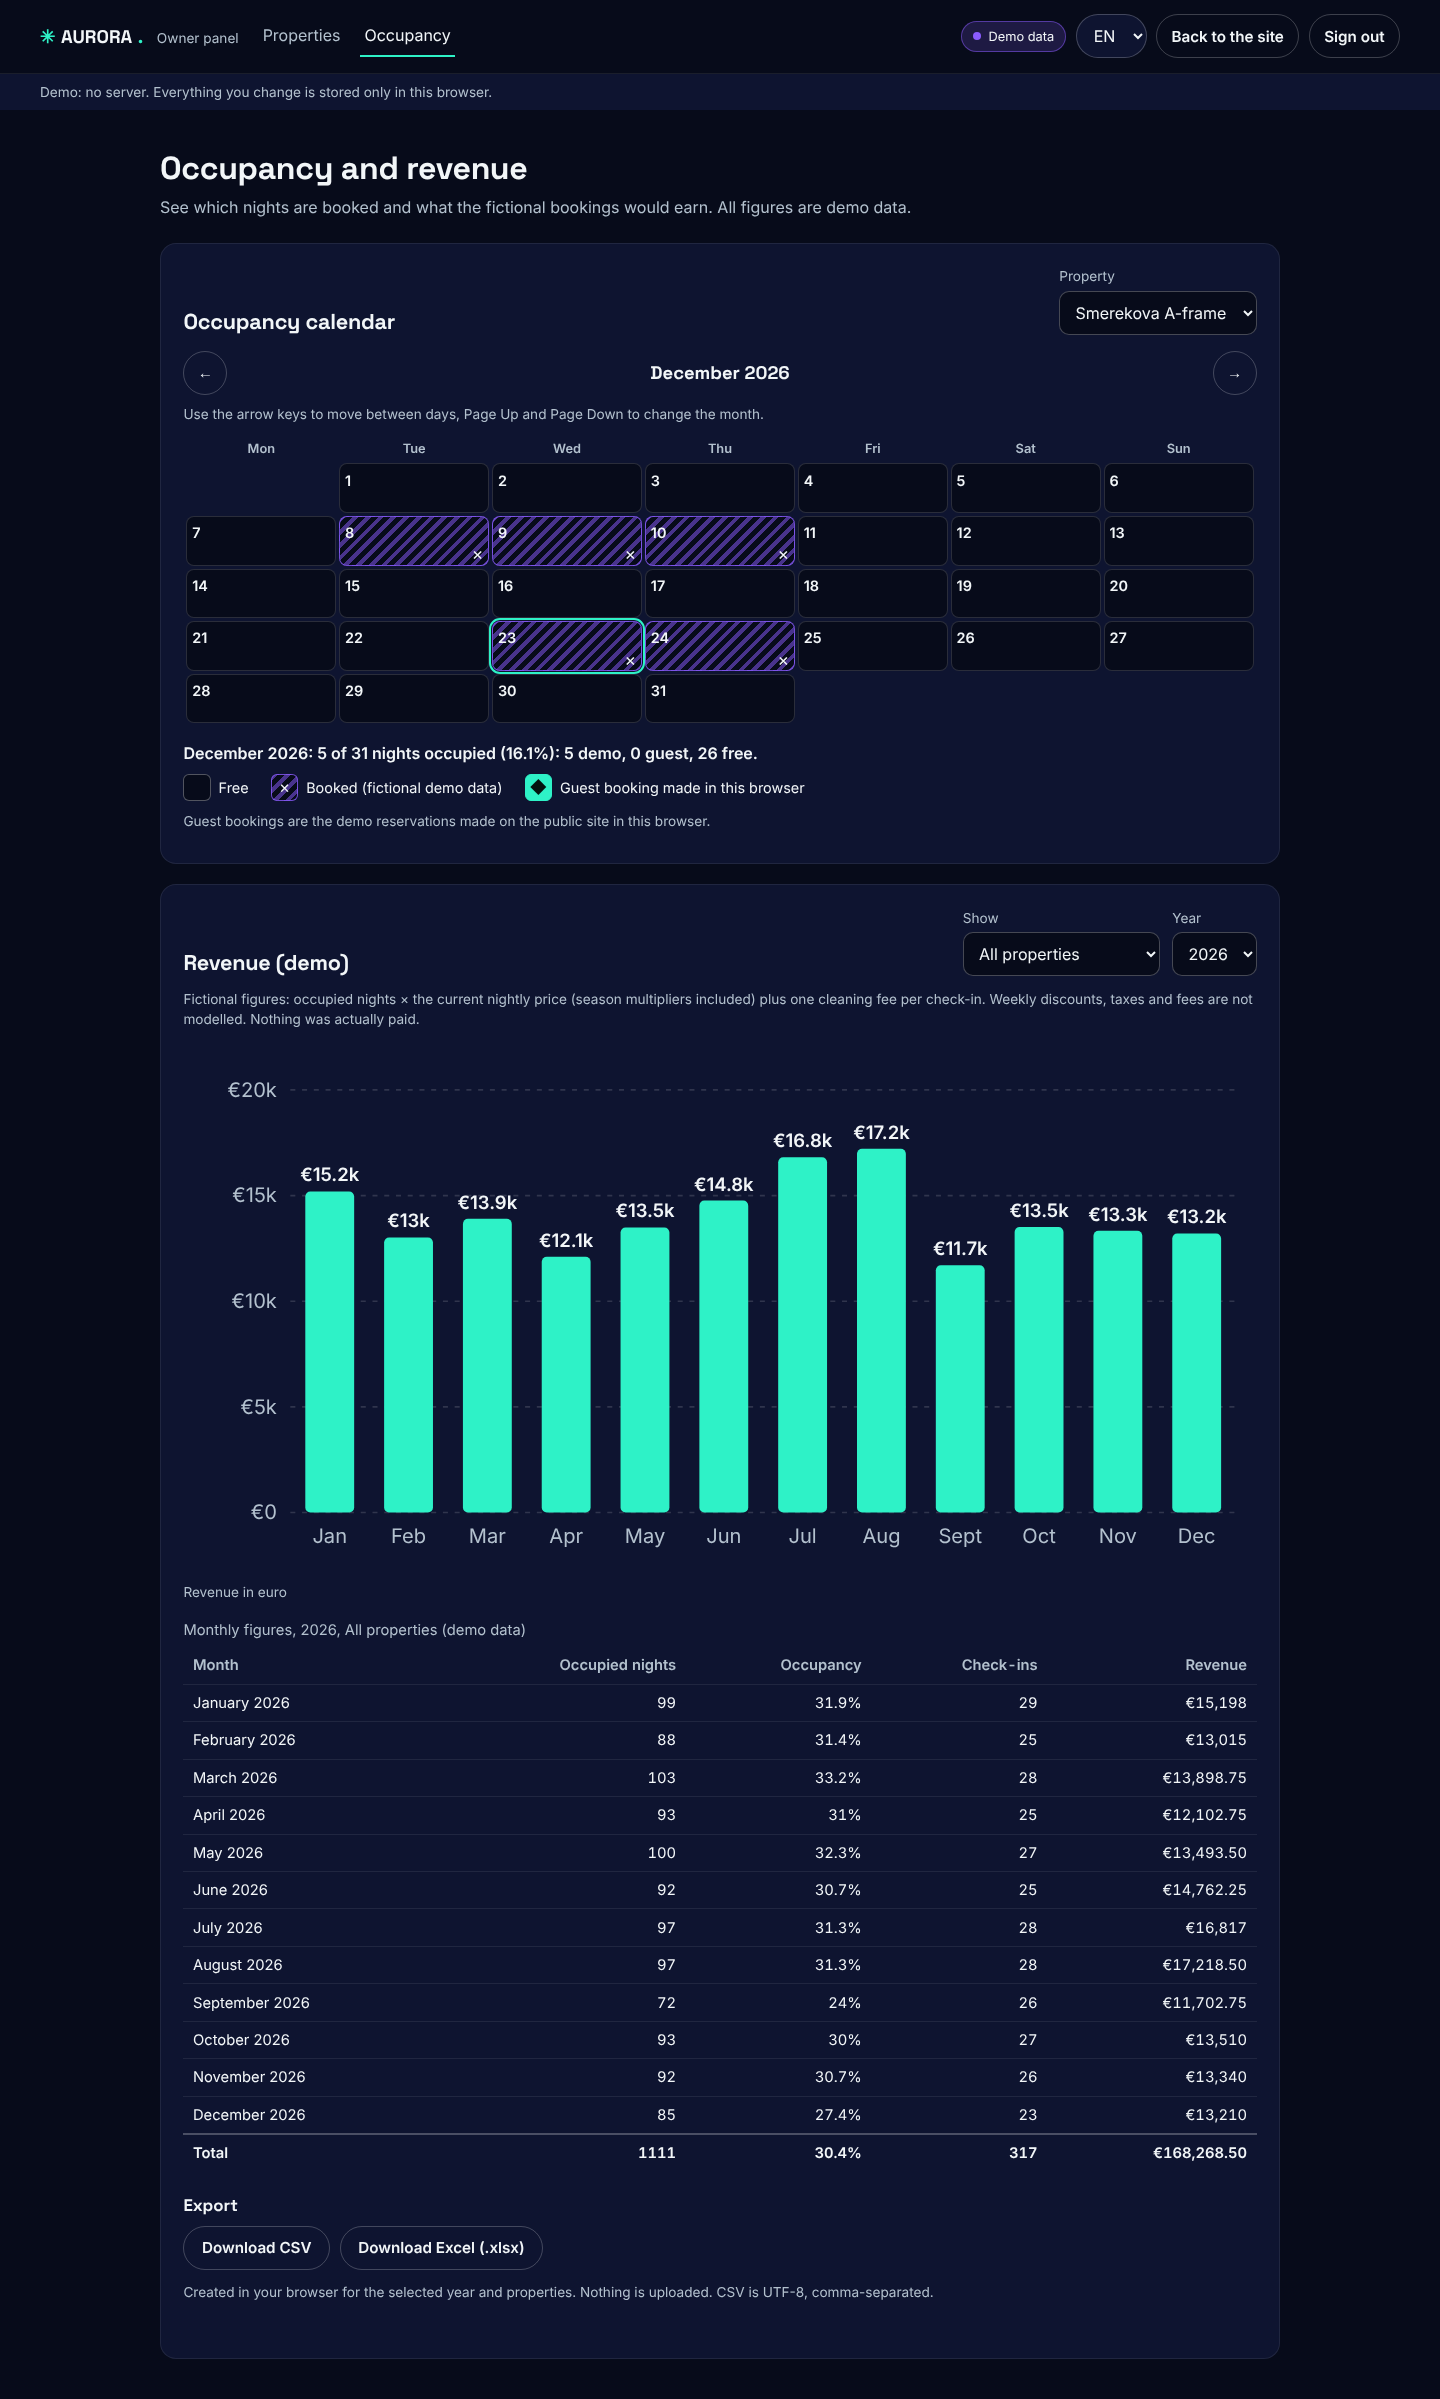 AURORA.
Owner panel
Properties
Occupancy
Demo data
EN
Back to the site
Sign out
Demo: no server. Everything you change is stored only in this browser.
Occupancy and revenue
See which nights are booked and what the fictional bookings would earn. All figures are demo data.
Property
Occupancy calendar
Smerekova A-frame
←
December 2026
→
Use the arrow keys to move between days, Page Up and Page Down to change the month.
Mon Tue Wed Thu Fri Sat Sun
1 2 3 4 5 6
7 8 × 9 × 10 × 11 12 13
14 15 16 17 18 19 20
21 22 23 × 24 × 25 26 27
28 29 30 31
December 2026: 5 of 31 nights occupied (16.1%): 5 demo, 0 guest, 26 free.
Free
× Booked (fictional demo data)
Guest booking made in this browser
Guest bookings are the demo reservations made on the public site in this browser.
Show
Year
Revenue (demo)
All properties
2026
Fictional figures: occupied nights × the current nightly price (season multipliers included) plus one cleaning fee per check-in. Weekly discounts, taxes and fees are not
modelled. Nothing was actually paid.
€20k
€15k
€10k
€5k
€0
€15.2k €13k €13.9k €12.1k €13.5k €14.8k €16.8k €17.2k €11.7k €13.5k €13.3k €13.2k
Jan Feb Mar Apr May Jun Jul Aug Sept Oct Nov Dec
Revenue in euro
Monthly figures, 2026, All properties (demo data)
Month Occupied nights Occupancy Check-ins Revenue
January 2026 99 31.9% 29 €15,198
February 2026 88 31.4% 25 €13,015
March 2026 103 33.2% 28 €13,898.75
April 2026 93 31% 25 €12,102.75
May 2026 100 32.3% 27 €13,493.50
June 2026 92 30.7% 25 €14,762.25
July 2026 97 31.3% 28 €16,817
August 2026 97 31.3% 28 €17,218.50
September 2026 72 24% 26 €11,702.75
October 2026 93 30% 27 €13,510
November 2026 92 30.7% 26 €13,340
December 2026 85 27.4% 23 €13,210
Total 1111 30.4% 317 €168,268.50
Export
Download CSV
Download Excel (.xlsx)
Created in your browser for the selected year and properties. Nothing is uploaded. CSV is UTF-8, comma-separated.